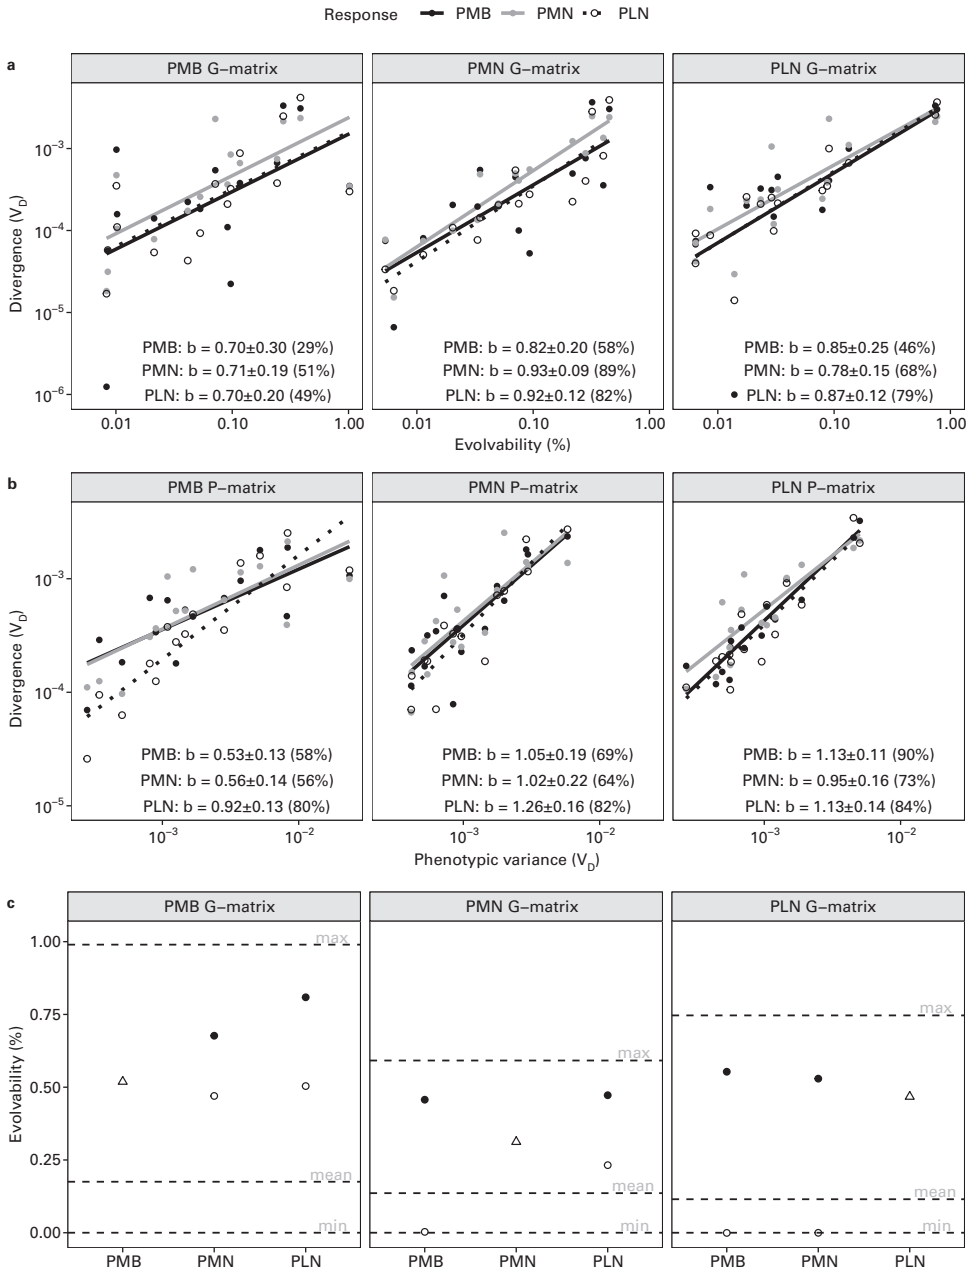 Response PMB PMN PLN
a
PMB G–matrix PMN G–matrix PLN G–matrix
Divergence (V_D)
10⁻³
10⁻⁴
10⁻⁵
10⁻⁶
PMB: b = 0.70±0.30 (29%)
PMN: b = 0.71±0.19 (51%)
PLN: b = 0.70±0.20 (49%)
PMB: b = 0.82±0.20 (58%)
PMN: b = 0.93±0.09 (89%)
PLN: b = 0.92±0.12 (82%)
PMB: b = 0.85±0.25 (46%)
PMN: b = 0.78±0.15 (68%)
PLN: b = 0.87±0.12 (79%)
0.01 0.10 1.00 0.01 0.10 1.00 0.01 0.10 1.00
Evolvability (%)
b
PMB P–matrix PMN P–matrix PLN P–matrix
Divergence (V_D)
10⁻³
10⁻⁴
10⁻⁵
PMB: b = 0.53±0.13 (58%)
PMN: b = 0.56±0.14 (56%)
PLN: b = 0.92±0.13 (80%)
PMB: b = 1.05±0.19 (69%)
PMN: b = 1.02±0.22 (64%)
PLN: b = 1.26±0.16 (82%)
PMB: b = 1.13±0.11 (90%)
PMN: b = 0.95±0.16 (73%)
PLN: b = 1.13±0.14 (84%)
10⁻³ 10⁻² 10⁻³ 10⁻² 10⁻³ 10⁻²
Phenotypic variance (V_D)
c
PMB G–matrix PMN G–matrix PLN G–matrix
Evolvability (%)
1.00
0.75
0.50
0.25
0.00
max
mean
min
max
mean
min
max
mean
min
PMB PMN PLN PMB PMN PLN PMB PMN PLN